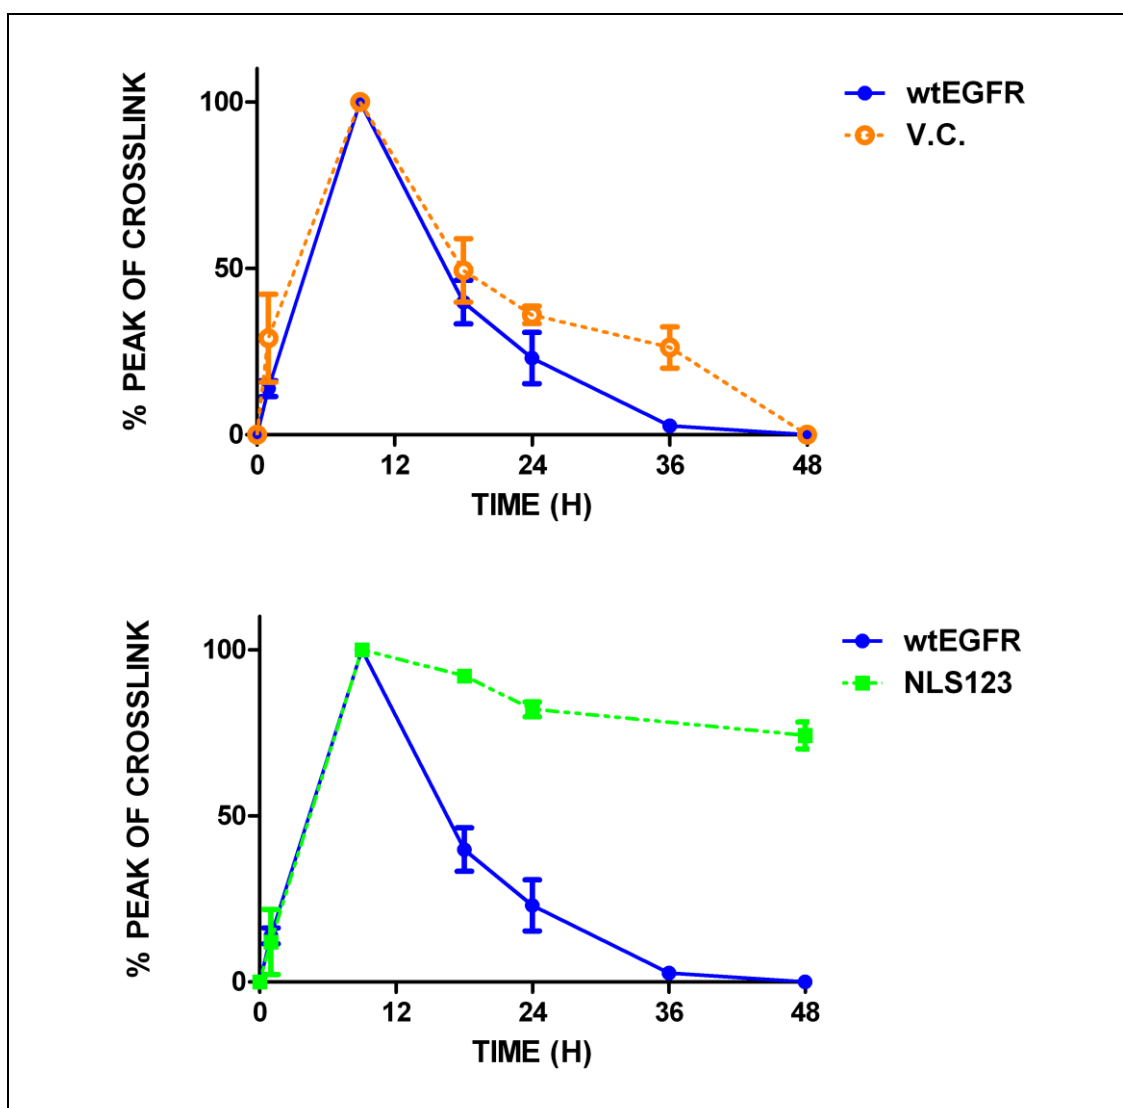 % PEAK OF CROSSLINK
100
50
0
0 12 24 36 48
TIME (H)
wtEGFR
V.C.
% PEAK OF CROSSLINK
100
50
0
0 12 24 36 48
TIME (H)
wtEGFR
NLS123